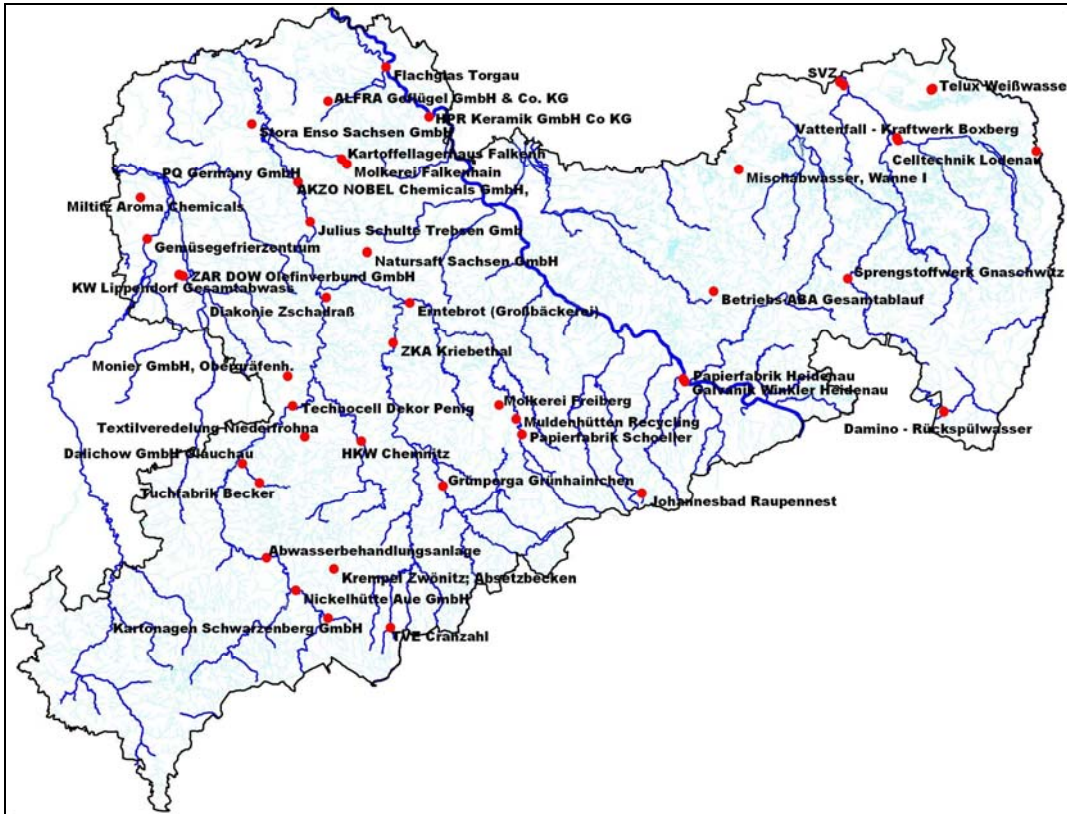 Flachglas Torgau
SVZ
Telux Weißwasser
ALFRA Geflügel GmbH & Co. KG
HPR Keramik GmbH Co KG
Stora Enso Sachsen GmbH
Vattenfall - Kraftwerk Boxberg
Kartoffellagerhaus Falkenh
Celltechnik Lodenau
Molkerei Falkenhain
PQ Germany GmbH
Mischabwasser, Wanne I
AKZO NOBEL Chemicals GmbH,
Miltitz Aroma Chemicals
Julius Schulte Trebsen Gmb
Gemüsegefrierzentrum
Natursaft Sachsen GmbH
ZAR DOW Olefinverbund GmbH
Sprengstoffwerk Gnaschwitz
KW Lippendorf Gesamtabwass
Betriebs ABA Gesamtablauf
Diakonie Zschadraß
Erntebrot (Großbäckerei)
ZKA Kriebethal
Monier GmbH, Obergräfenh.
Papierfabrik Heidenau
Galvanik Winkler Heidenau
Molkerei Freiberg
Technocell Dekor Penig
Muldenhütten Recycling
Textilveredelung Niederfrohna
Damino - Rückspülwasser
Papierfabrik Schoeller
Dalichow GmbH Glauchau
HKW Chemnitz
Grünperga Grünhainrchen
Tuchfabrik Becker
Johannesbad Raupennest
Abwasserbehandlungsanlage
Krempel Zwönitz; Absetzbecken
Nickelhütte Aue GmbH
Kartonagen Schwarzenberg GmbH
TVE Cranzahl